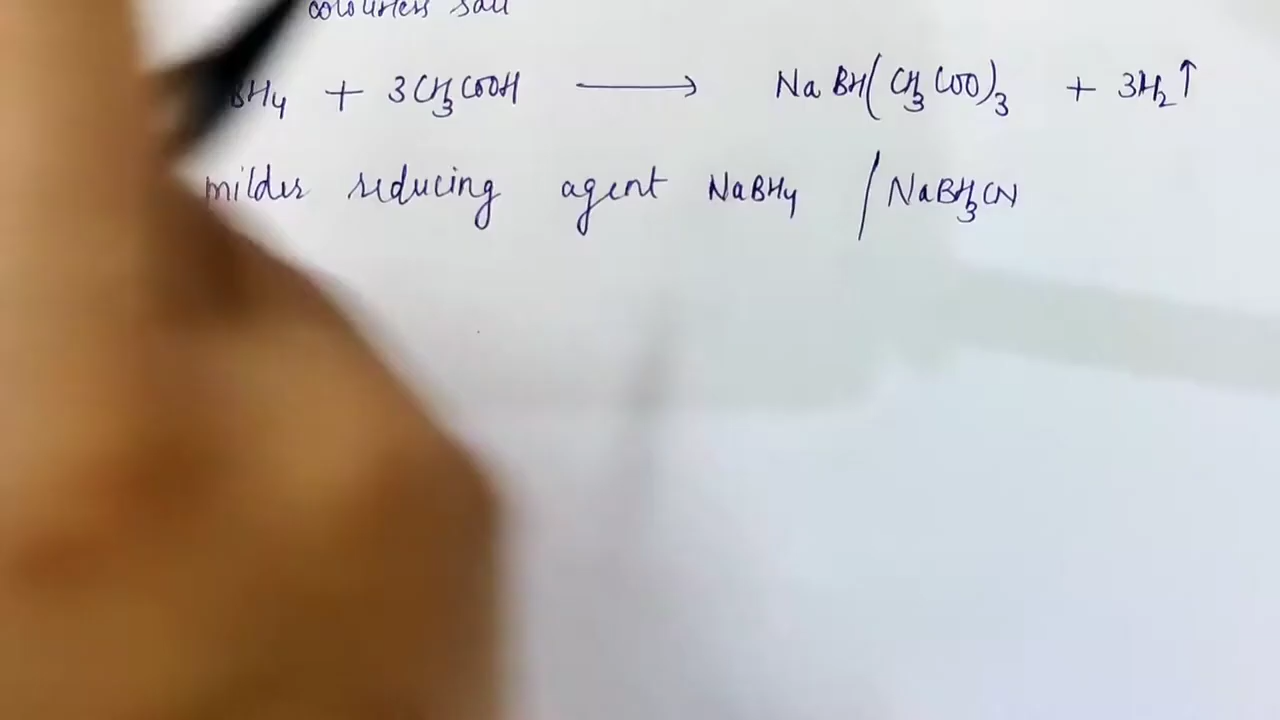 colourless salt
BH₄ + 3CH₃COOH ⟶ NaBH(CH₃COO)₃ + 3H₂↑
milder reducing agent NaBH₄ / NaBH₃CN